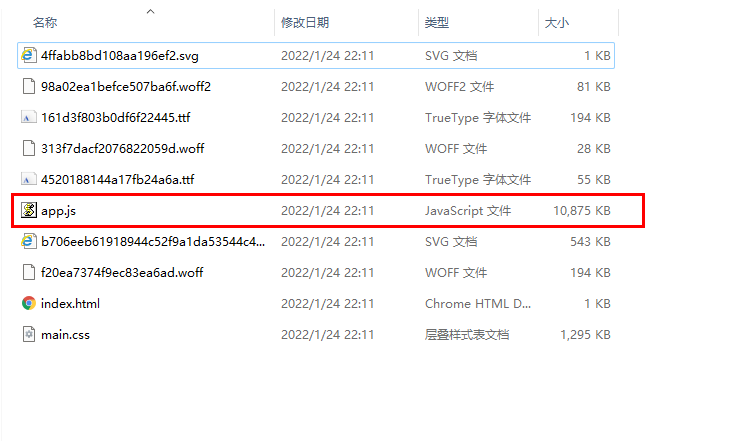 名称 修改日期 类型 大小
4ffabb8bd108aa196ef2.svg 2022/1/24 22:11 SVG 文档 1 KB
98a02ea1befce507ba6f.woff2 2022/1/24 22:11 WOFF2 文件 81 KB
161d3f803b0df6f22445.ttf 2022/1/24 22:11 TrueType 字体文件 194 KB
313f7dacf2076822059d.woff 2022/1/24 22:11 WOFF 文件 28 KB
4520188144a17fb24a6a.ttf 2022/1/24 22:11 TrueType 字体文件 55 KB
app.js 2022/1/24 22:11 JavaScript 文件 10,875 KB
b706eeb61918944c52f9a1da53544c4... 2022/1/24 22:11 SVG 文档 543 KB
f20ea7374f9ec83ea6ad.woff 2022/1/24 22:11 WOFF 文件 194 KB
index.html 2022/1/24 22:11 Chrome HTML D... 1 KB
main.css 2022/1/24 22:11 层叠样式表文档 1,295 KB